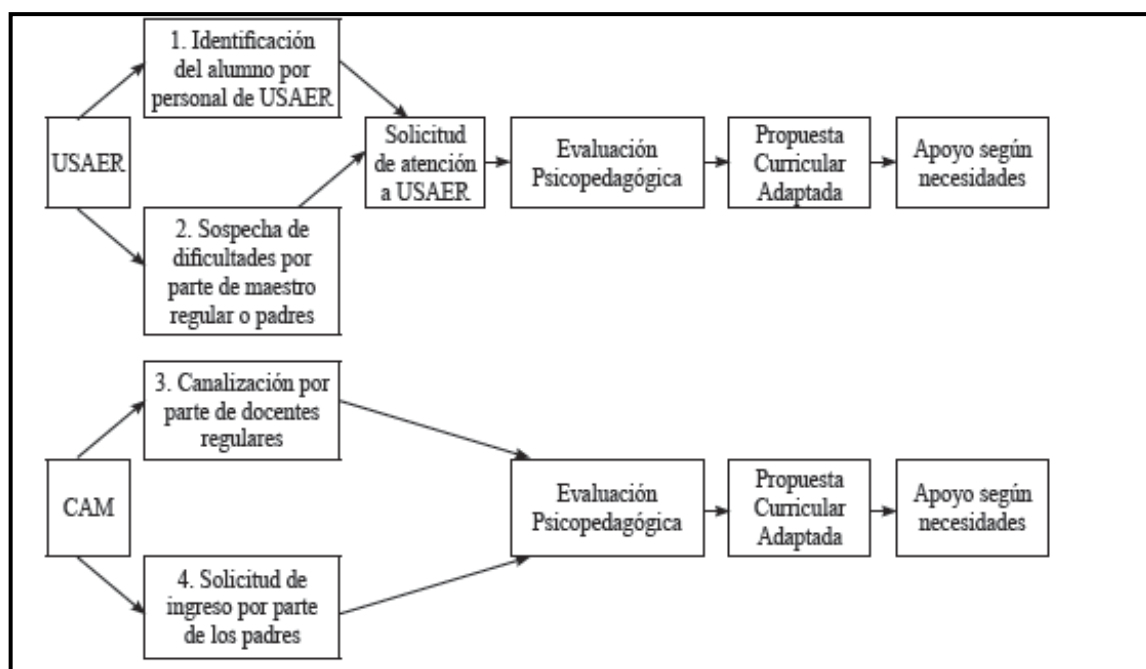 1. Identificación
del alumno por
personal de USAER
USAER
2. Sospecha de
dificultades por
parte de maestro
regular o padres
Solicitud
de atención
a USAER
Evaluación
Psicopedagógica
Propuesta
Curricular
Adaptada
Apoyo según
necesidades
3. Canalización por
parte de docentes
regulares
CAM
4. Solicitud de
ingreso por parte
de los padres
Evaluación
Psicopedagógica
Propuesta
Curricular
Adaptada
Apoyo según
necesidades